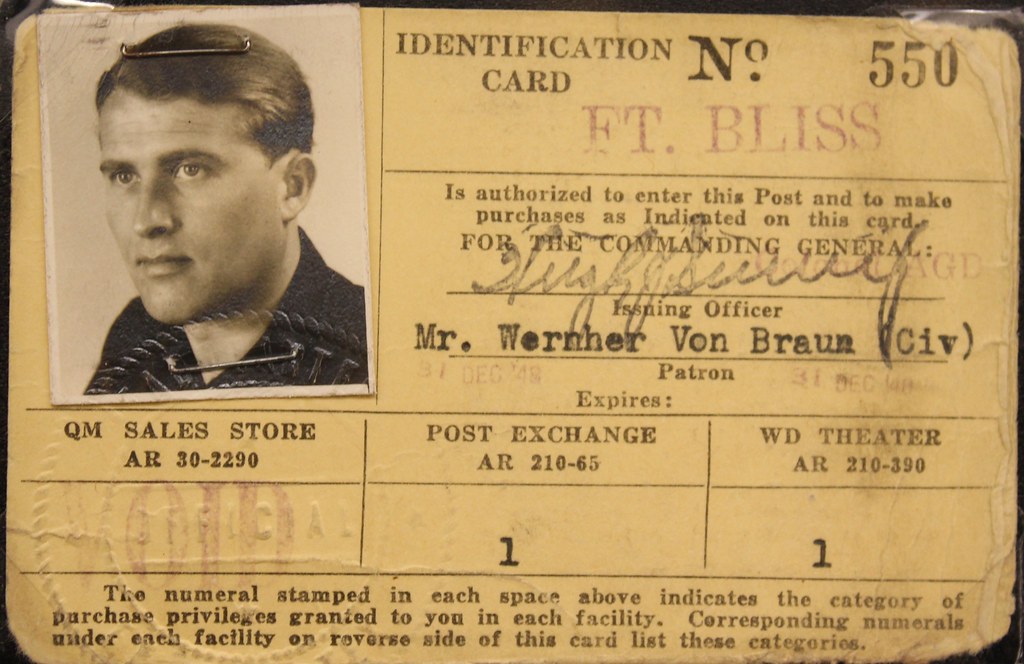 IDENTIFICATION CARD
Nº 550
FT. BLISS
Is authorized to enter this Post and to make
purchases as Indicated on this card.
FOR THE COMMANDING GENERAL:
AGD
Issuing Officer
Mr. Wernher Von Braun (Civ)
31 DEC '48 31 DEC
Patron
Expires:
QM SALES STORE
AR 30-2290
POST EXCHANGE
AR 210-65
WD THEATER
AR 210-390
VOID
1
1
The numeral stamped in each space above indicates the category of
purchase privileges granted to you in each facility. Corresponding numerals
under each facility on reverse side of this card list these categories.